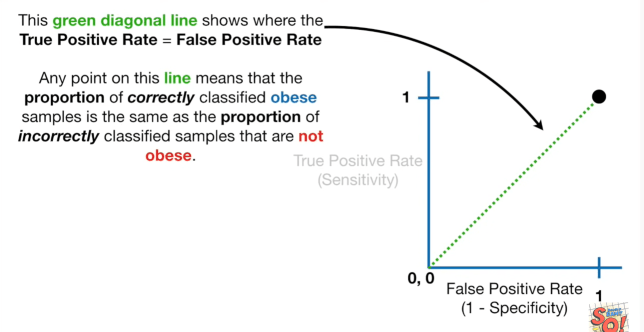 This green diagonal line shows where the
True Positive Rate = False Positive Rate
Any point on this line means that the
proportion of correctly classified obese
samples is the same as the proportion of
incorrectly classified samples that are not
obese.
1
True Positive Rate
(Sensitivity)
0, 0
False Positive Rate
(1 - Specificity)
1